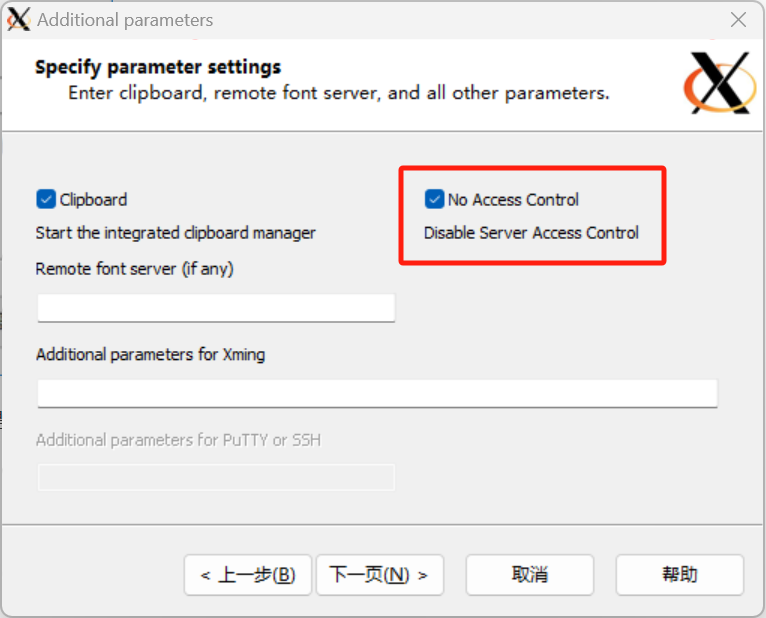 Additional parameters
Specify parameter settings
Enter clipboard, remote font server, and all other parameters.
Clipboard
No Access Control
Start the integrated clipboard manager
Disable Server Access Control
Remote font server (if any)
Additional parameters for Xming
Additional parameters for PuTTY or SSH
< 上一步(B)
下一页(N) >
取消
帮助